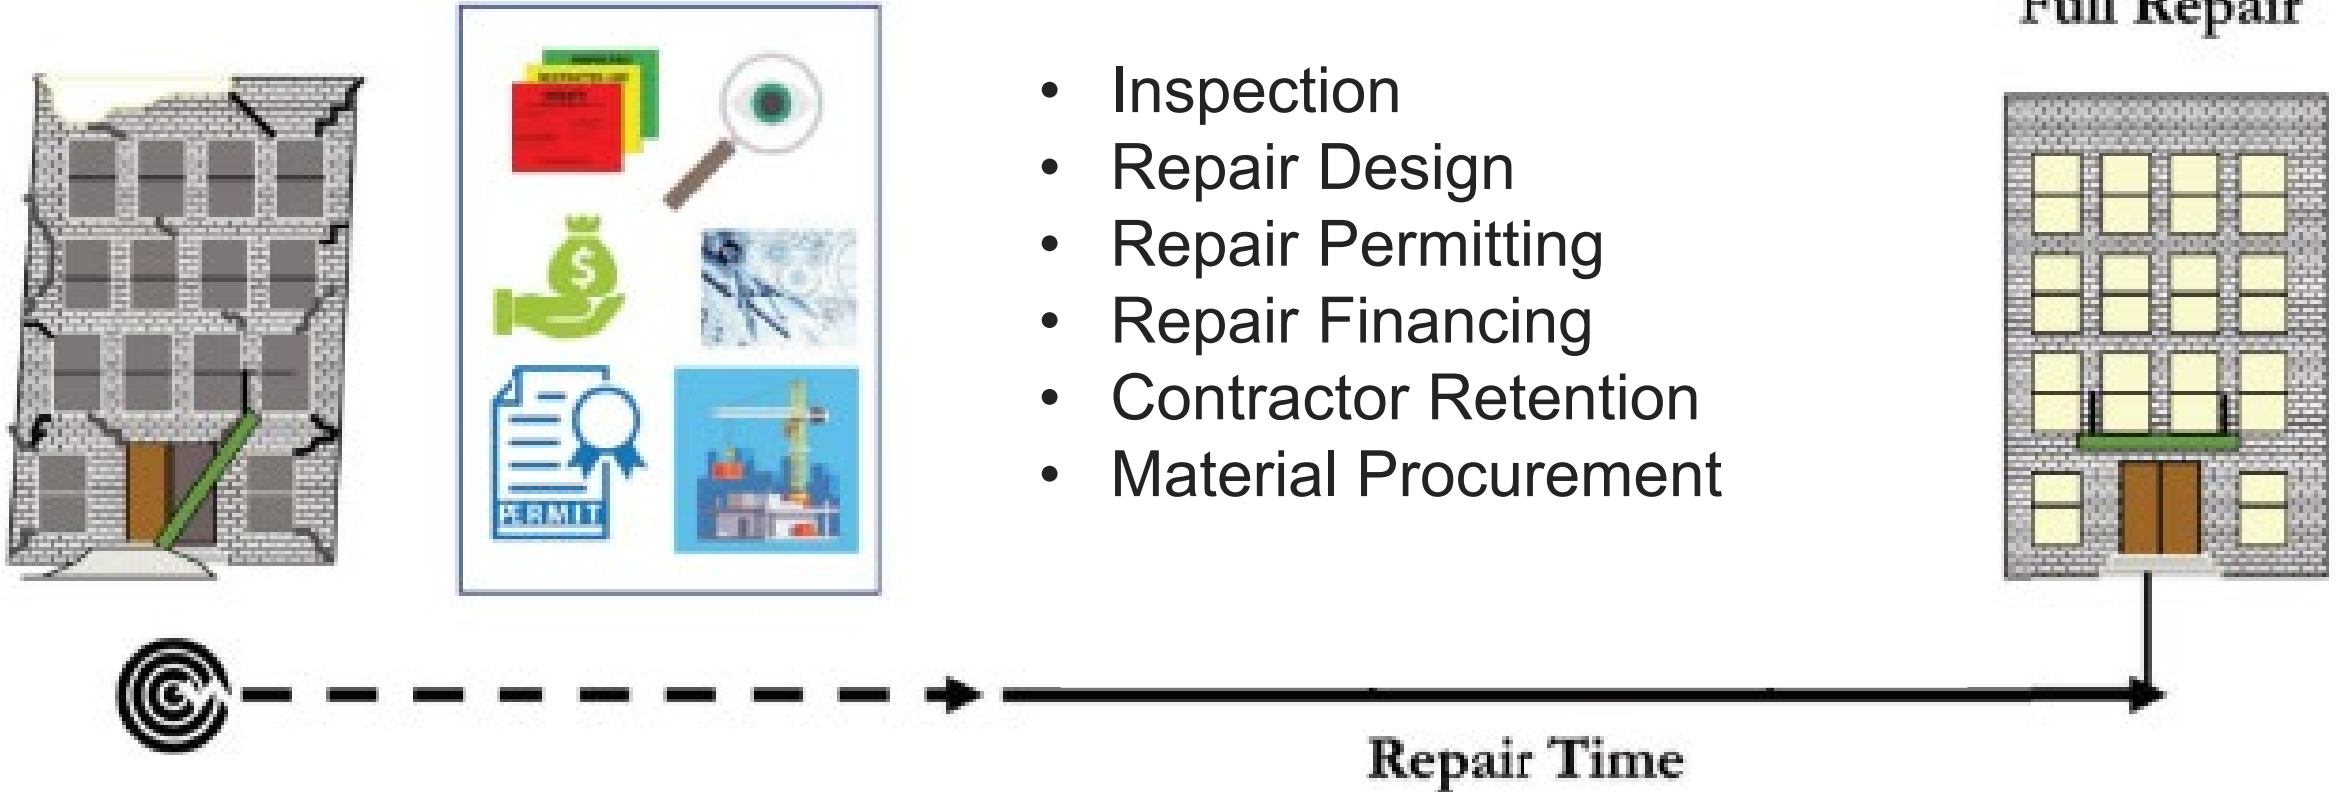 Full Repair
• Inspection
• Repair Design
• Repair Permitting
• Repair Financing
• Contractor Retention
• Material Procurement
$
PERMIT
Repair Time